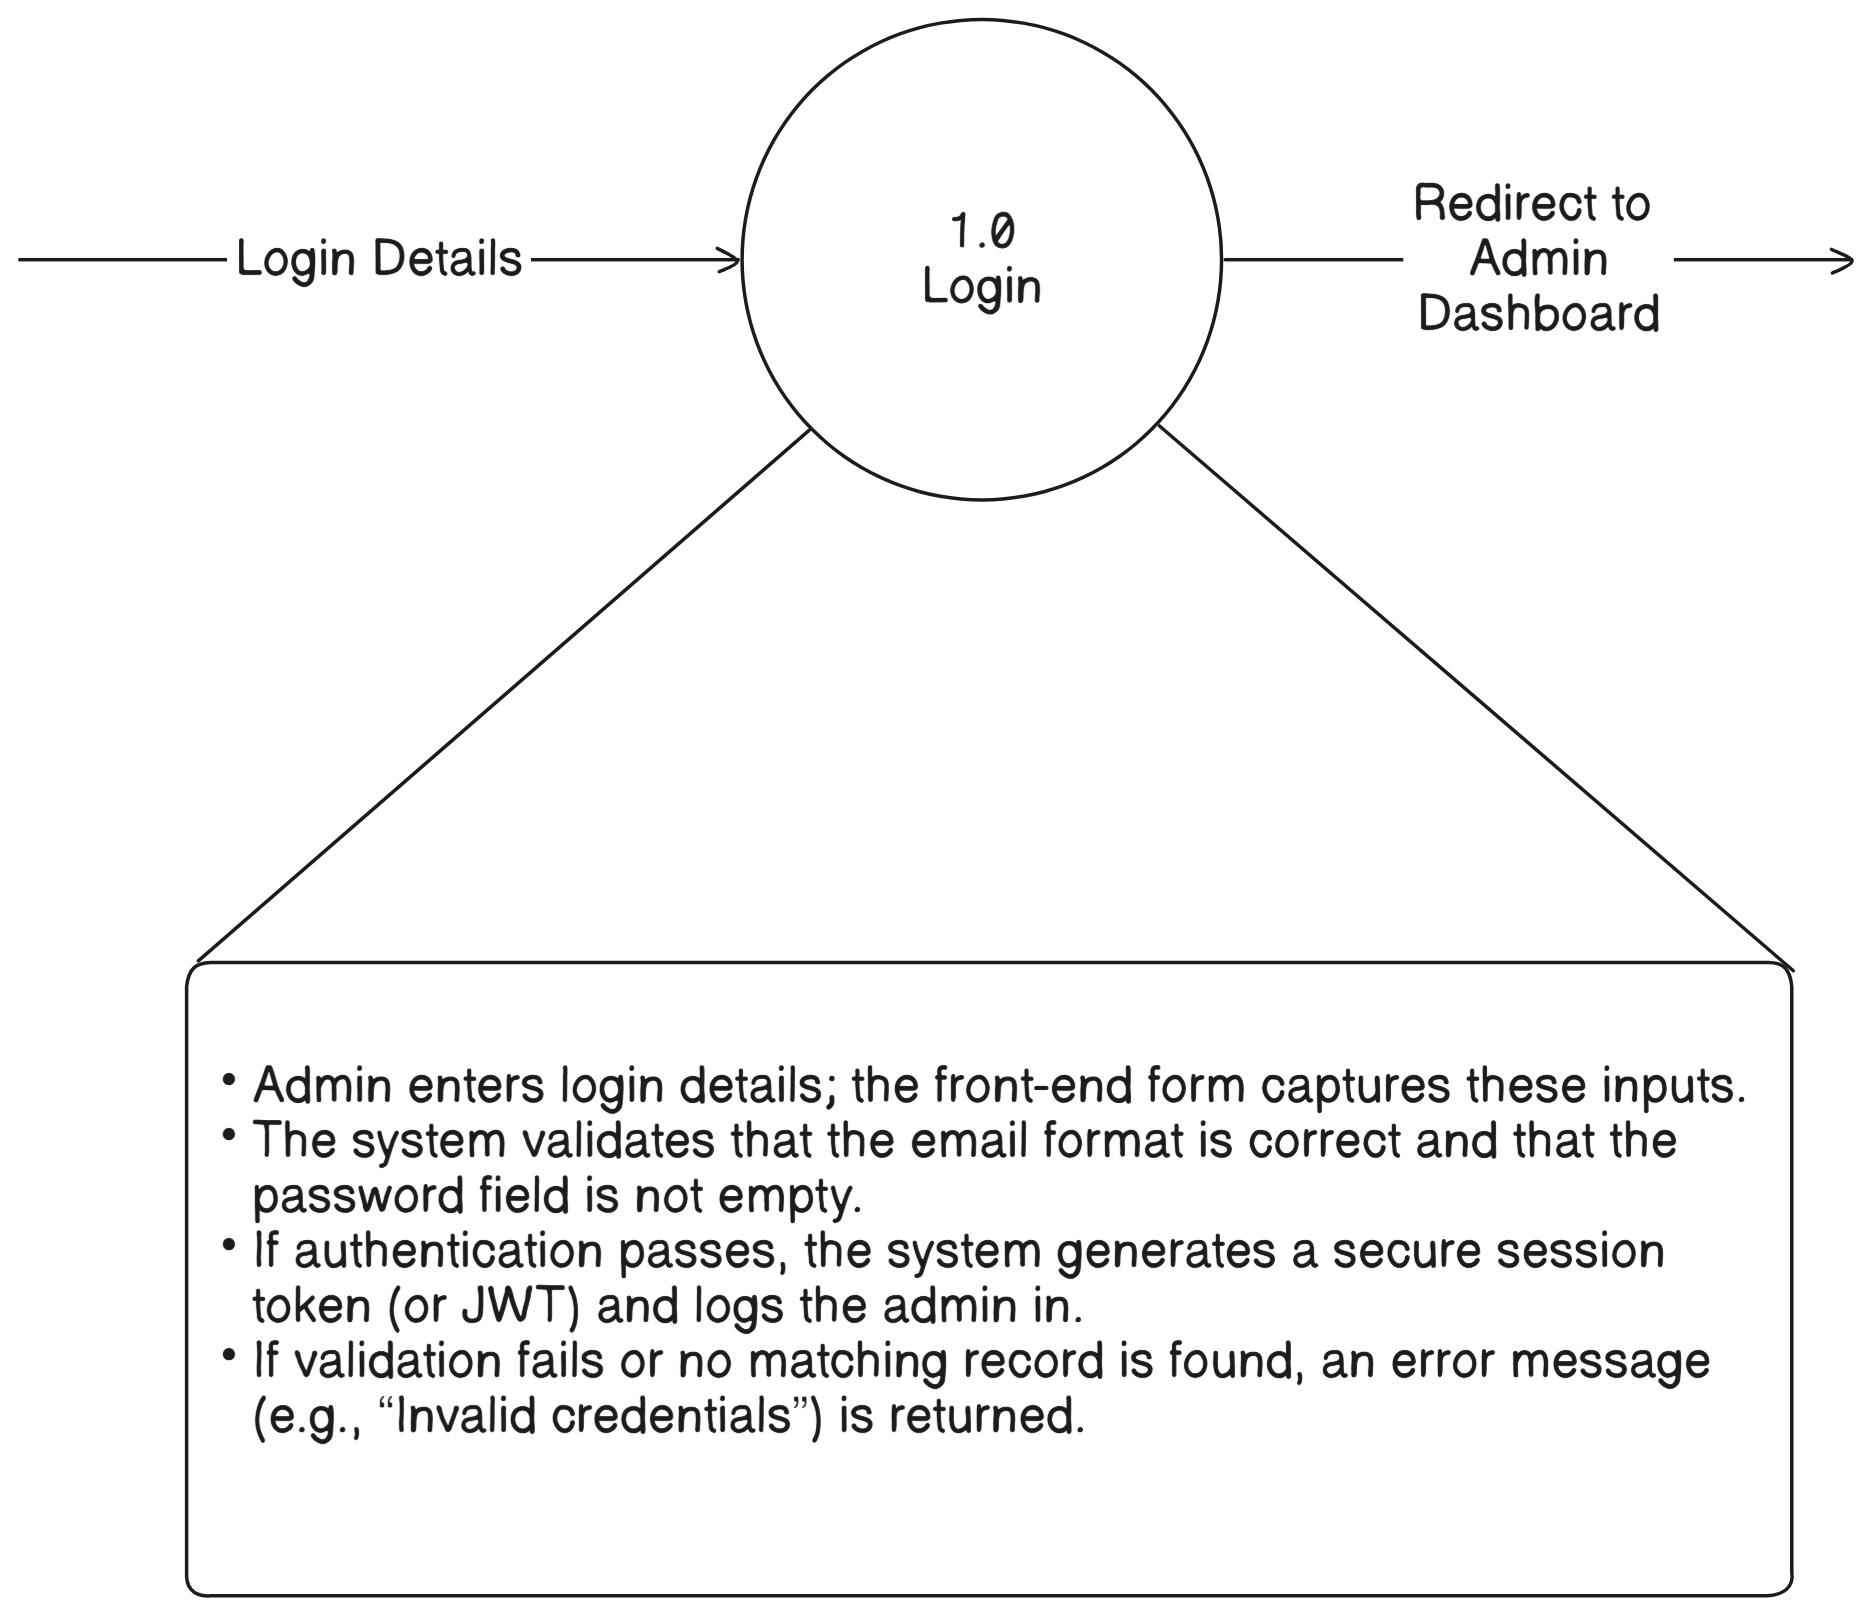 Login Details
1.0
Login
Redirect to
Admin
Dashboard
• Admin enters login details; the front-end form captures these inputs.
• The system validates that the email format is correct and that the
password field is not empty.
• If authentication passes, the system generates a secure session
token (or JWT) and logs the admin in.
• If validation fails or no matching record is found, an error message
(e.g., “Invalid credentials”) is returned.